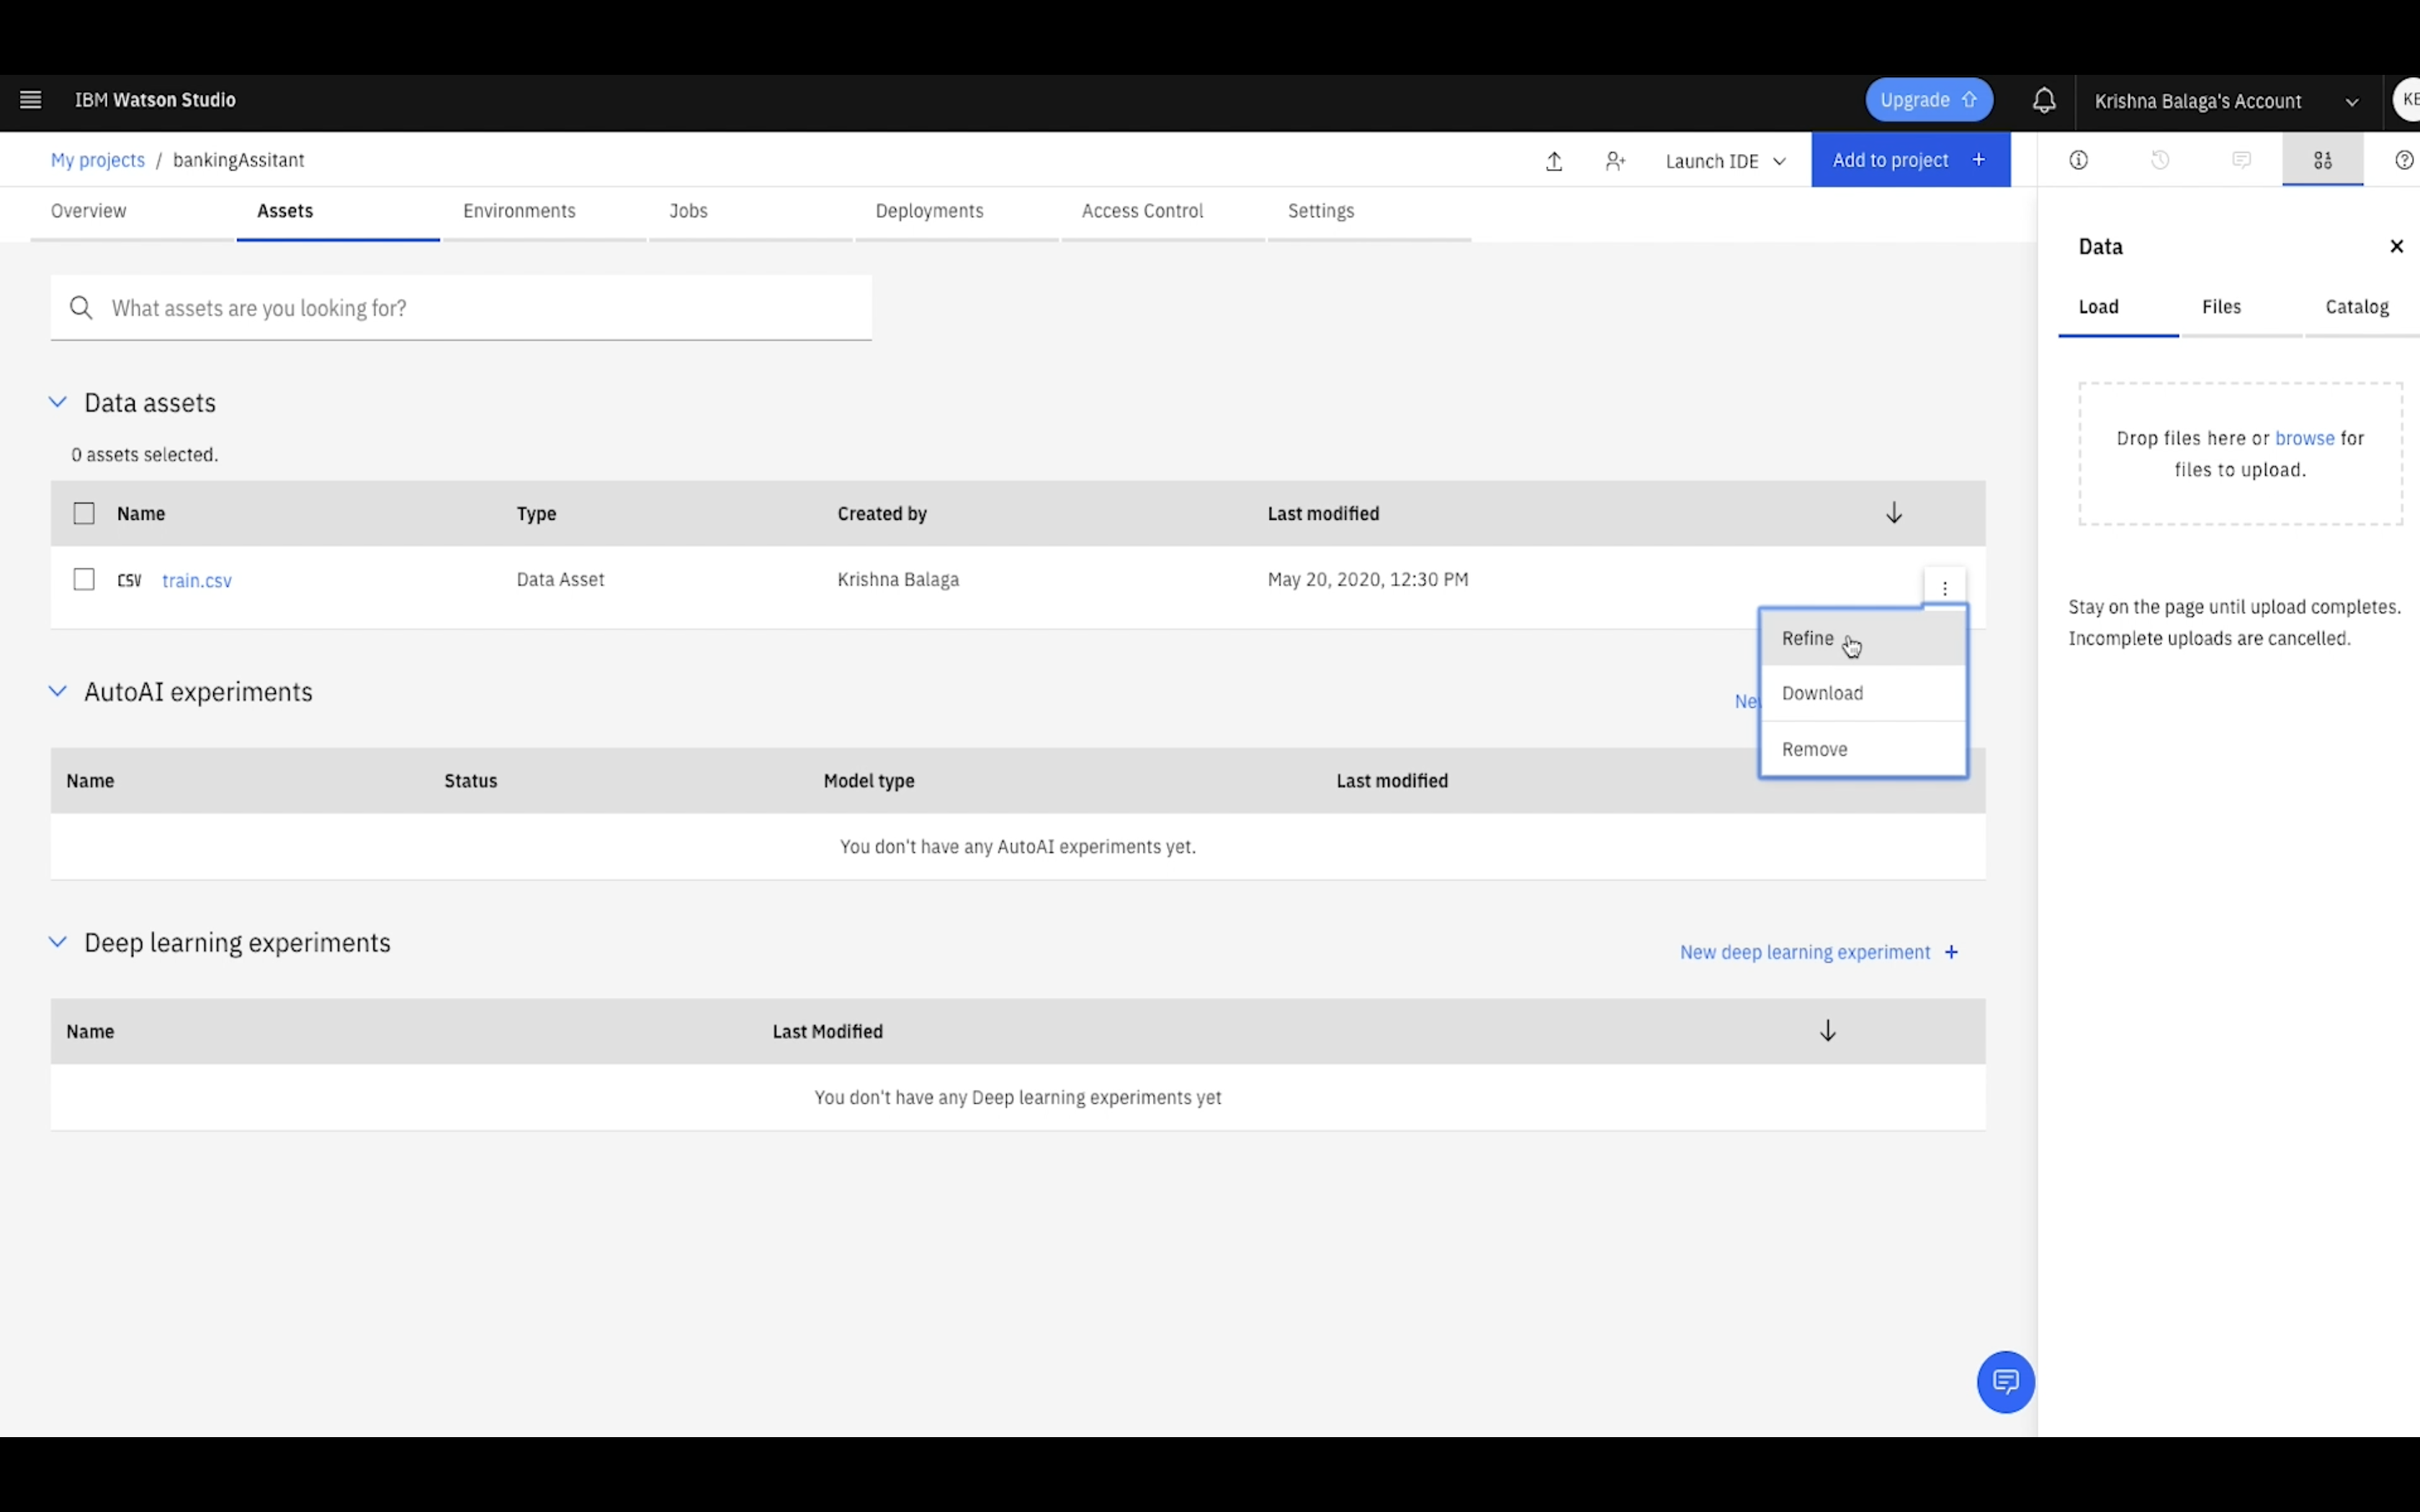 IBM Watson Studio
Upgrade
Krishna Balaga's Account
My projects / bankingAssitant
Launch IDE
Add to project +
Overview
Assets
Environments
Jobs
Deployments
Access Control
Settings
What assets are you looking for?
Data assets
0 assets selected.
Name Type Created by Last modified
CSV train.csv Data Asset Krishna Balaga May 20, 2020, 12:30 PM
Refine
Download
Remove
AutoAI experiments
Name Status Model type Last modified
You don't have any AutoAI experiments yet.
Deep learning experiments
New deep learning experiment +
Name Last Modified
You don't have any Deep learning experiments yet
Data
Load Files Catalog
Drop files here or browse for
files to upload.
Stay on the page until upload completes.
Incomplete uploads are cancelled.